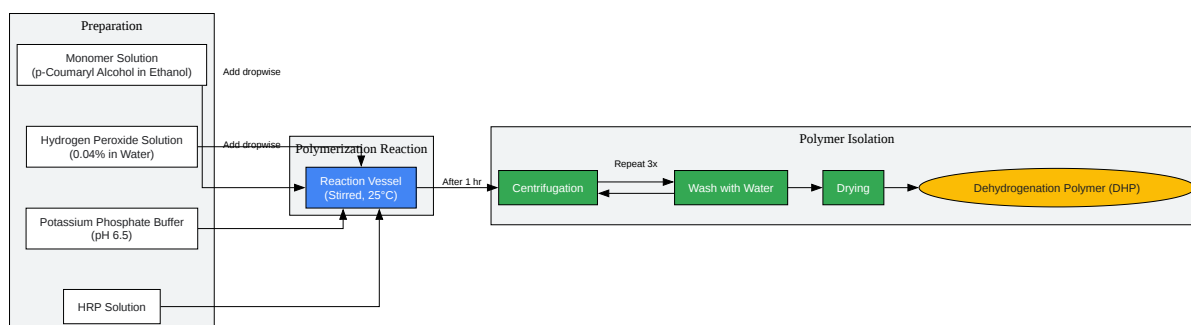 Preparation
Monomer Solution
(p-Coumaryl Alcohol in Ethanol)
Add dropwise
Hydrogen Peroxide Solution
(0.04% in Water)
Add dropwise
Potassium Phosphate Buffer
(pH 6.5)
HRP Solution
Polymerization Reaction
Reaction Vessel
(Stirred, 25°C)
After 1 hr
Polymer Isolation
Centrifugation
Repeat 3x
Wash with Water
Drying
Dehydrogenation Polymer (DHP)